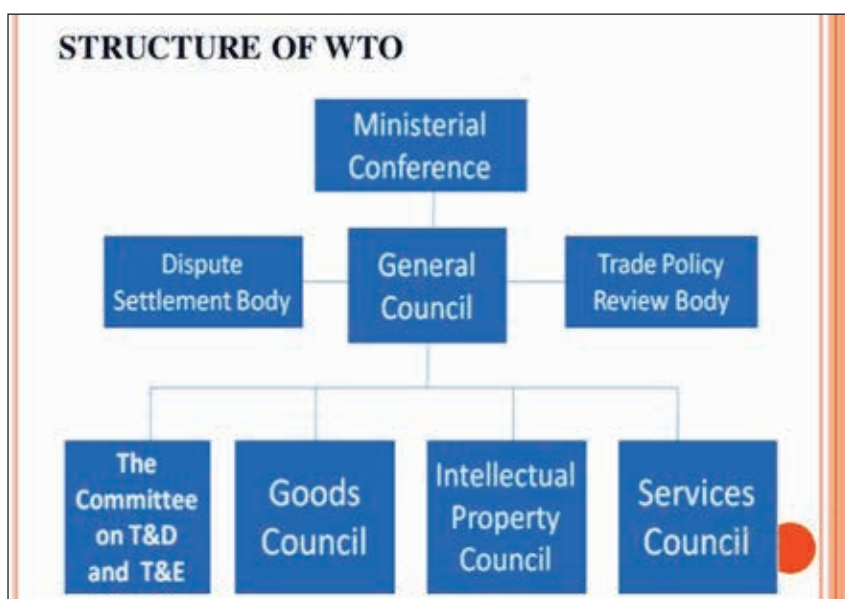 STRUCTURE OF WTO
Ministerial
Conference
Dispute
Settlement Body
General
Council
Trade Policy
Review Body
The
Committee
on T&D
and T&E
Goods
Council
Intellectual
Property
Council
Services
Council